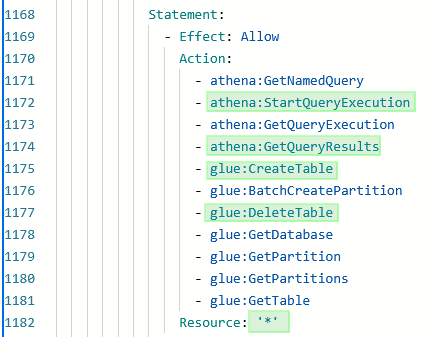 1168 Statement:
1169 - Effect: Allow
1170 Action:
1171 - athena:GetNamedQuery
1172 - athena:StartQueryExecution
1173 - athena:GetQueryExecution
1174 - athena:GetQueryResults
1175 - glue:CreateTable
1176 - glue:BatchCreatePartition
1177 - glue:DeleteTable
1178 - glue:GetDatabase
1179 - glue:GetPartition
1180 - glue:GetPartitions
1181 - glue:GetTable
1182 Resource: '*'